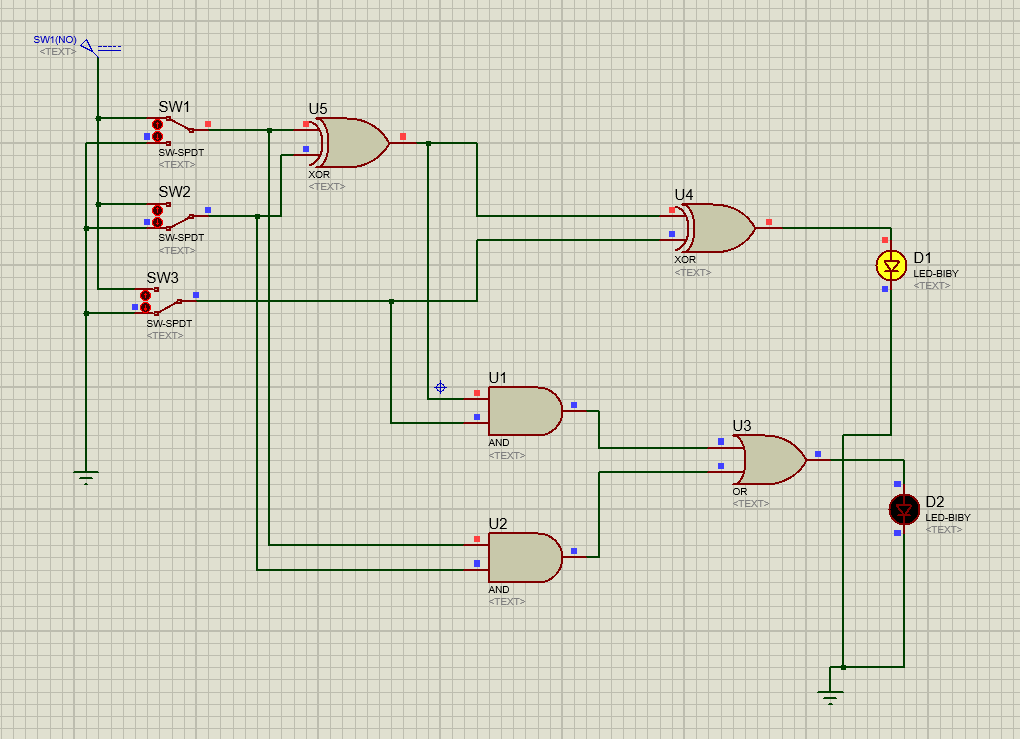 SW1(NO)
<TEXT>
SW1
SW-SPDT
<TEXT>
U5
XOR
<TEXT>
SW2
SW-SPDT
<TEXT>
U4
XOR
<TEXT>
D1
LED-BIBY
<TEXT>
SW3
SW-SPDT
<TEXT>
U1
AND
<TEXT>
U3
OR
<TEXT>
D2
LED-BIBY
<TEXT>
U2
AND
<TEXT>